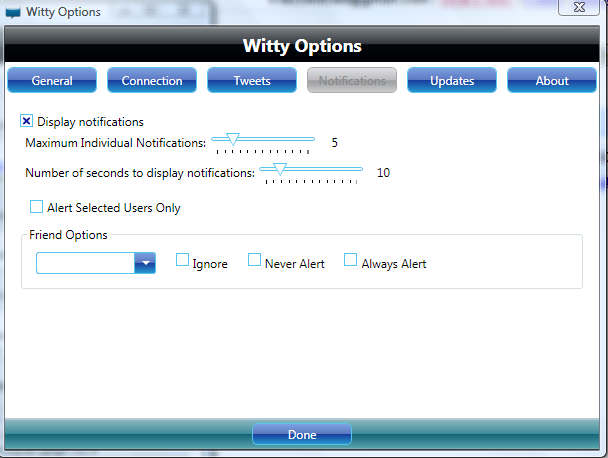 Witty Options
Witty Options
General Connection Tweets Notifications Updates About
Display notifications
Maximum Individual Notifications: 5
Number of seconds to display notifications: 10
Alert Selected Users Only
Friend Options
Ignore Never Alert Always Alert
Done